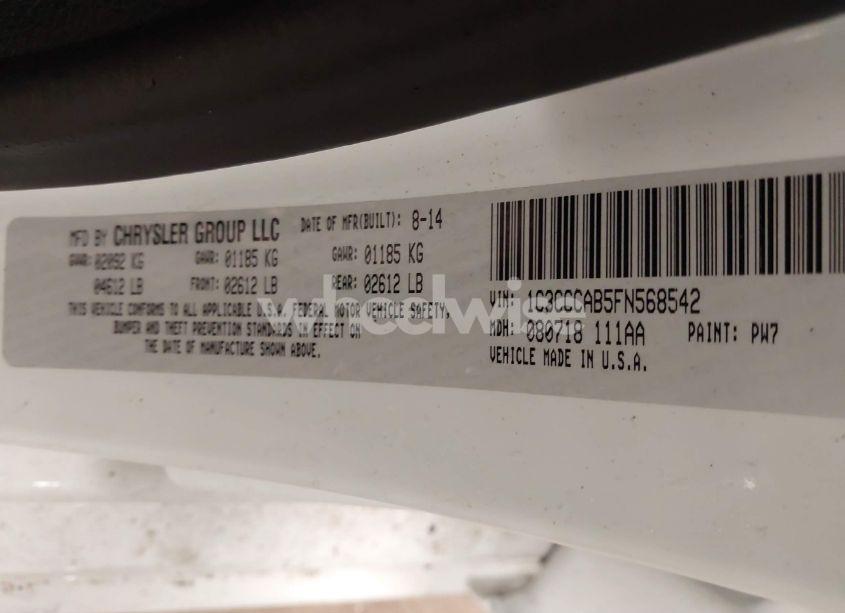 MFD BY CHRYSLER GROUP LLC DATE OF MFR(BUILT): 8-14
GAWR: 02092 KG GAWR: 01185 KG GAWR: 01185 KG
04612 LB FRONT: 02612 LB REAR: 02612 LB
THIS VEHICLE CONFORMS TO ALL APPLICABLE U.S.A. FEDERAL MOTOR VEHICLE SAFETY,
BUMPER AND THEFT PREVENTION STANDARDS IN EFFECT ON
THE DATE OF MANUFACTURE SHOWN ABOVE.
VIN: 1C3CCCAB5FN568542
MDH: 080718 111AA PAINT: PW7
VEHICLE MADE IN U.S.A.
wheelwise